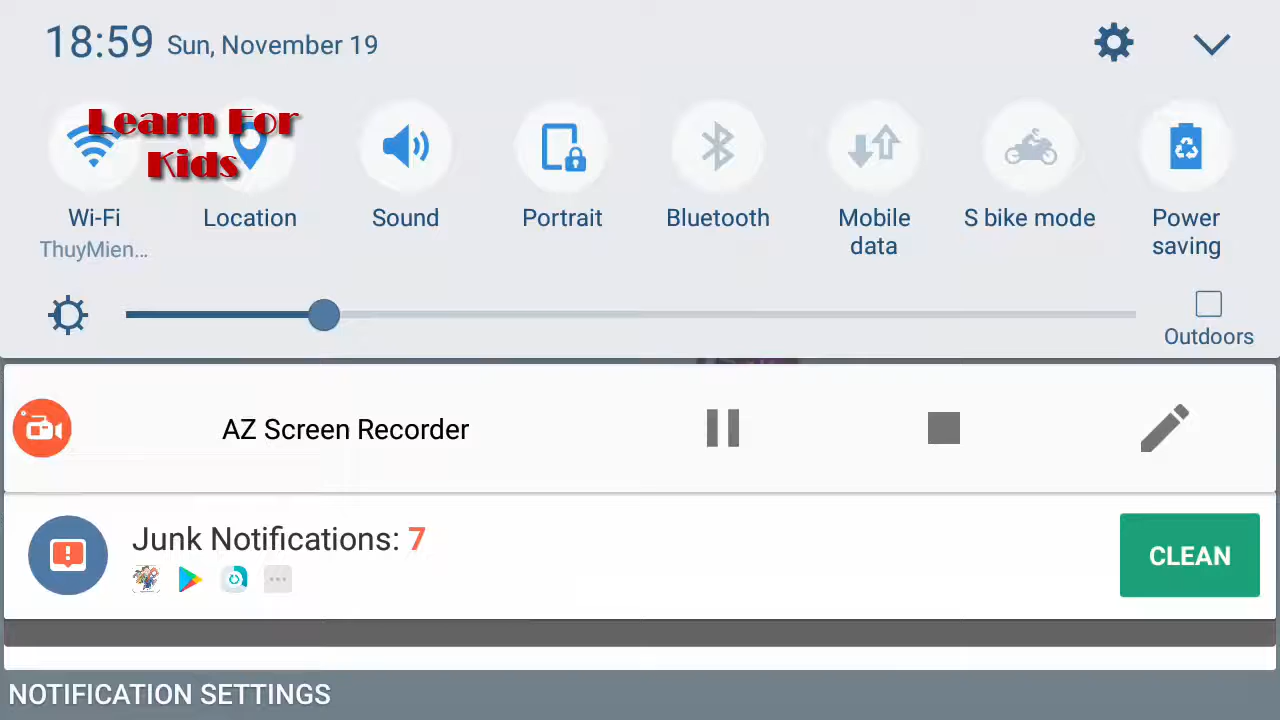 18:59 Sun, November 19
Learn For
Kids
Wi-Fi
ThuyMien...
Location
Sound
Portrait
Bluetooth
Mobile
data
S bike mode
Power
saving
Outdoors
AZ Screen Recorder
Junk Notifications: 7
CLEAN
NOTIFICATION SETTINGS